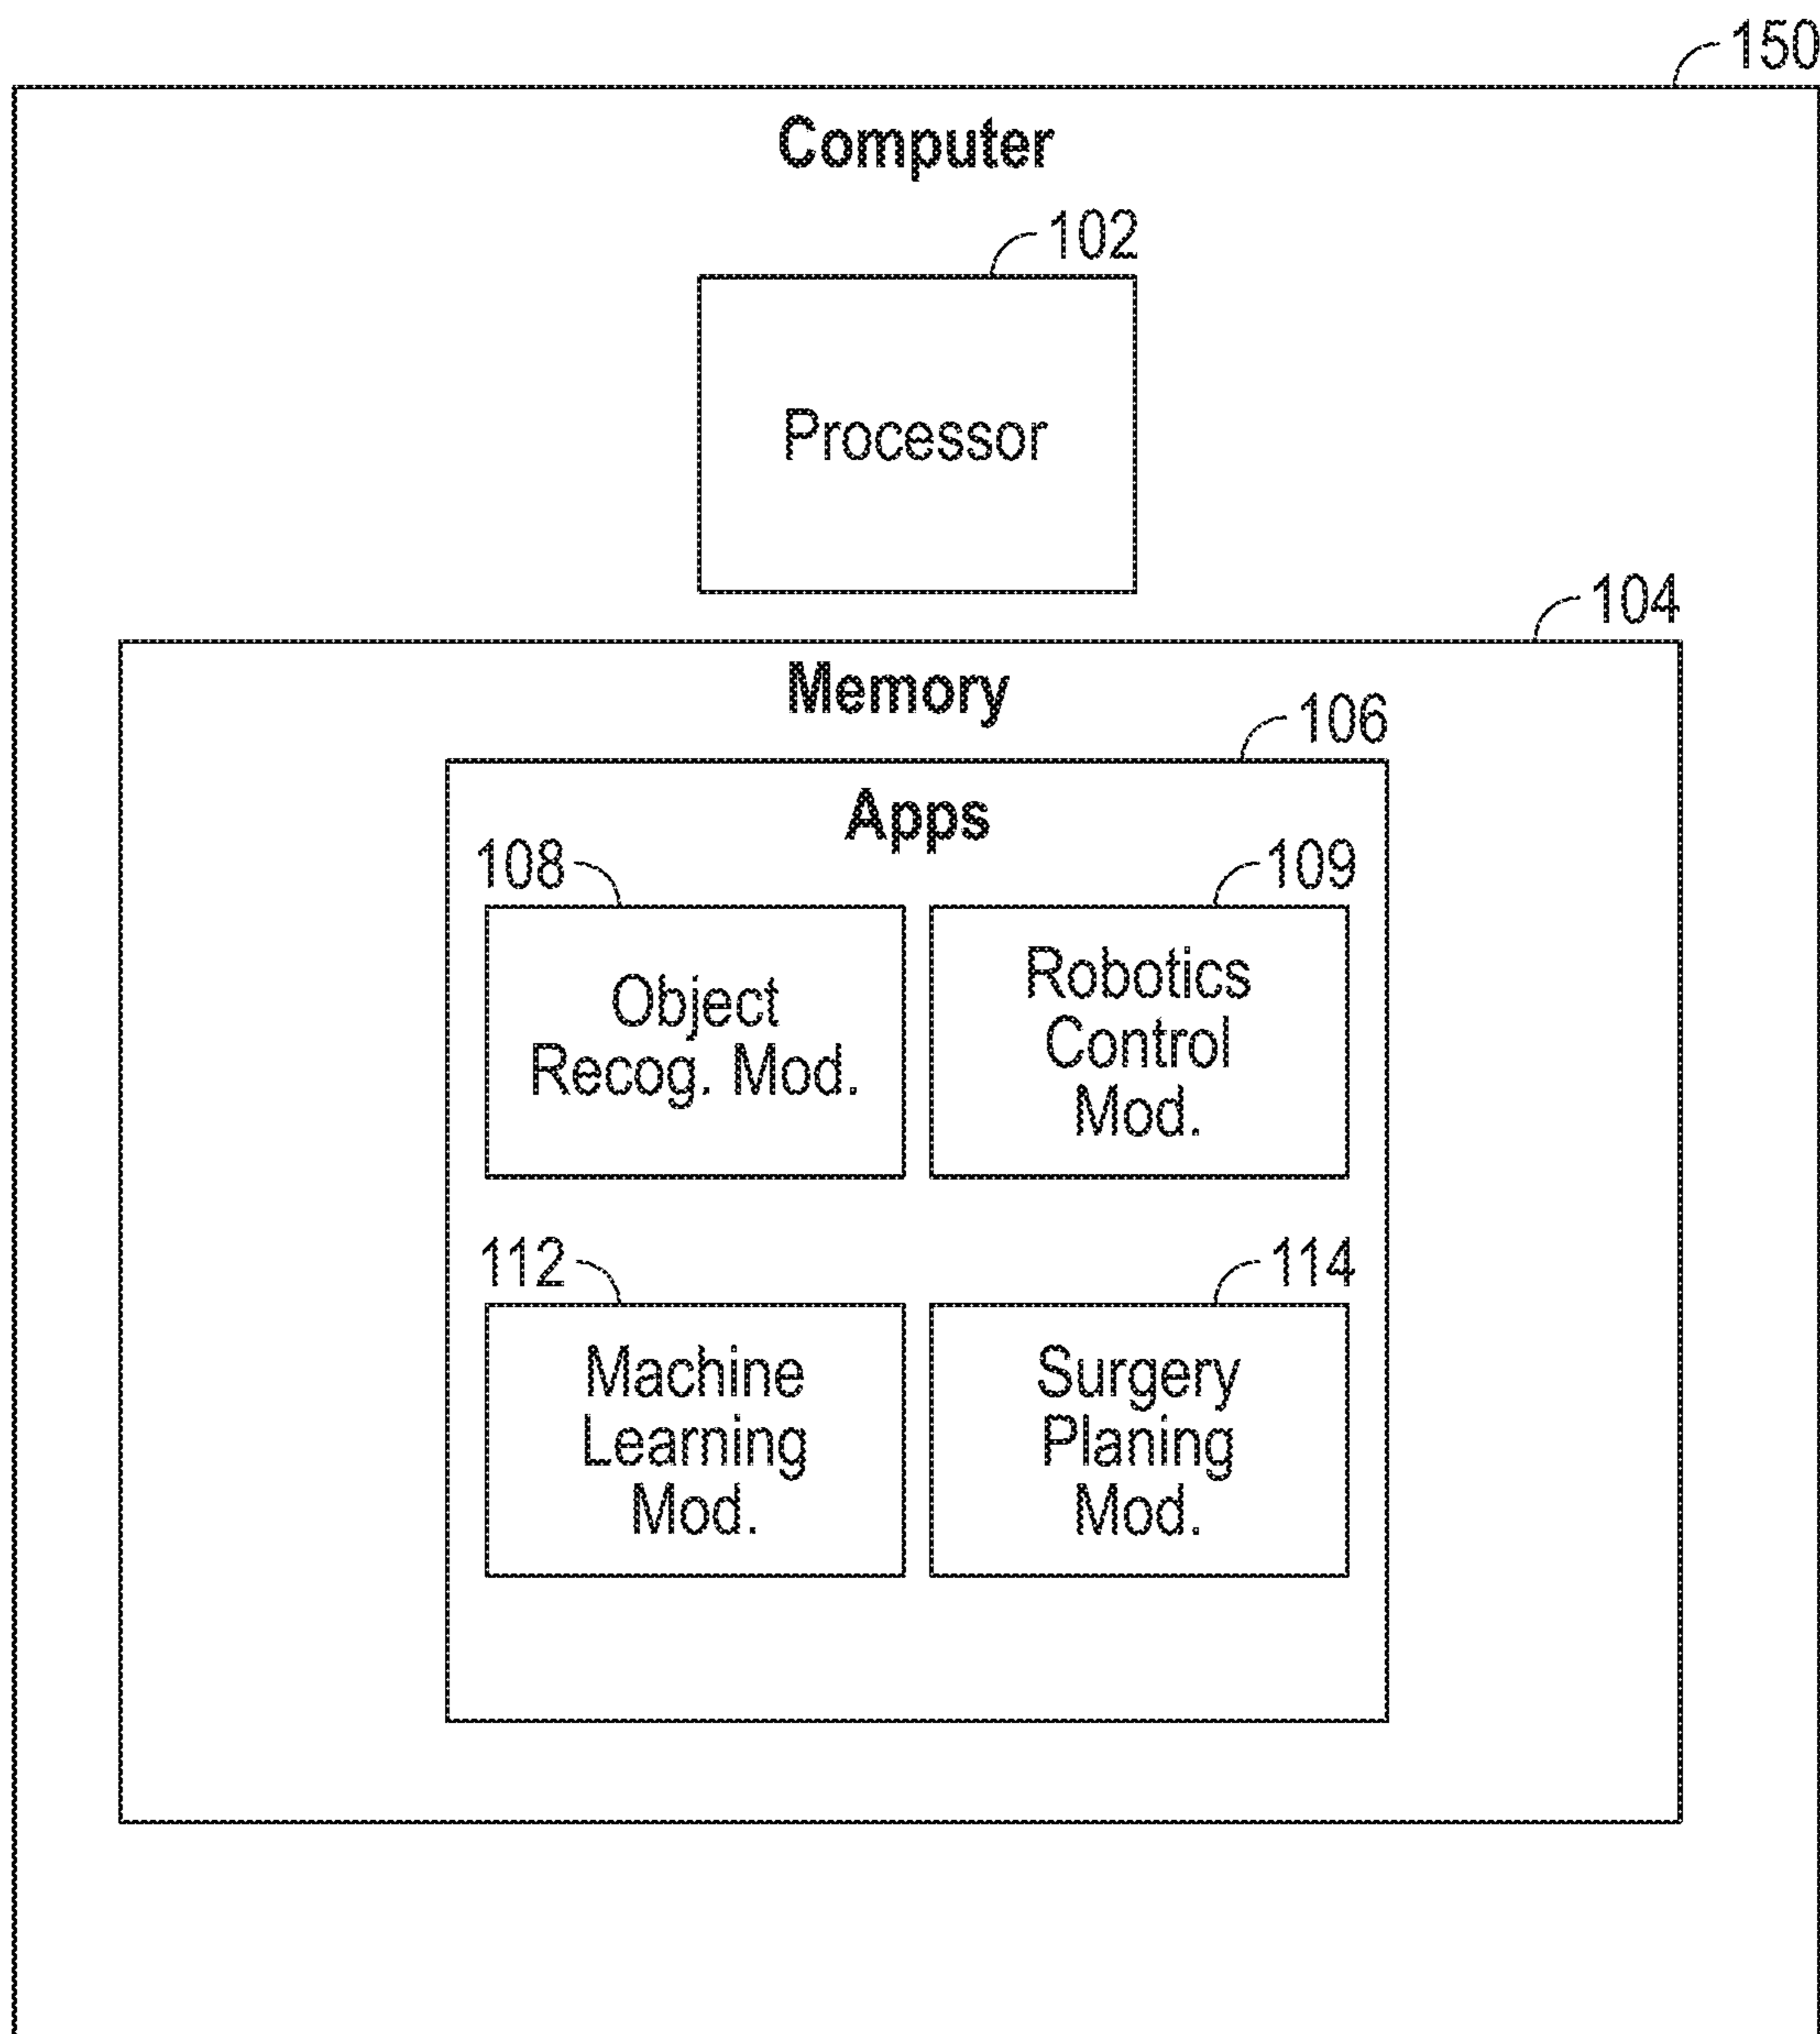 150
Computer
102
Processor
104
Memory
106
Apps
108
109
Object
Recog. Mod.
Robotics
Control
Mod.
112
114
Machine
Learning
Mod.
Surgery
Planing
Mod.